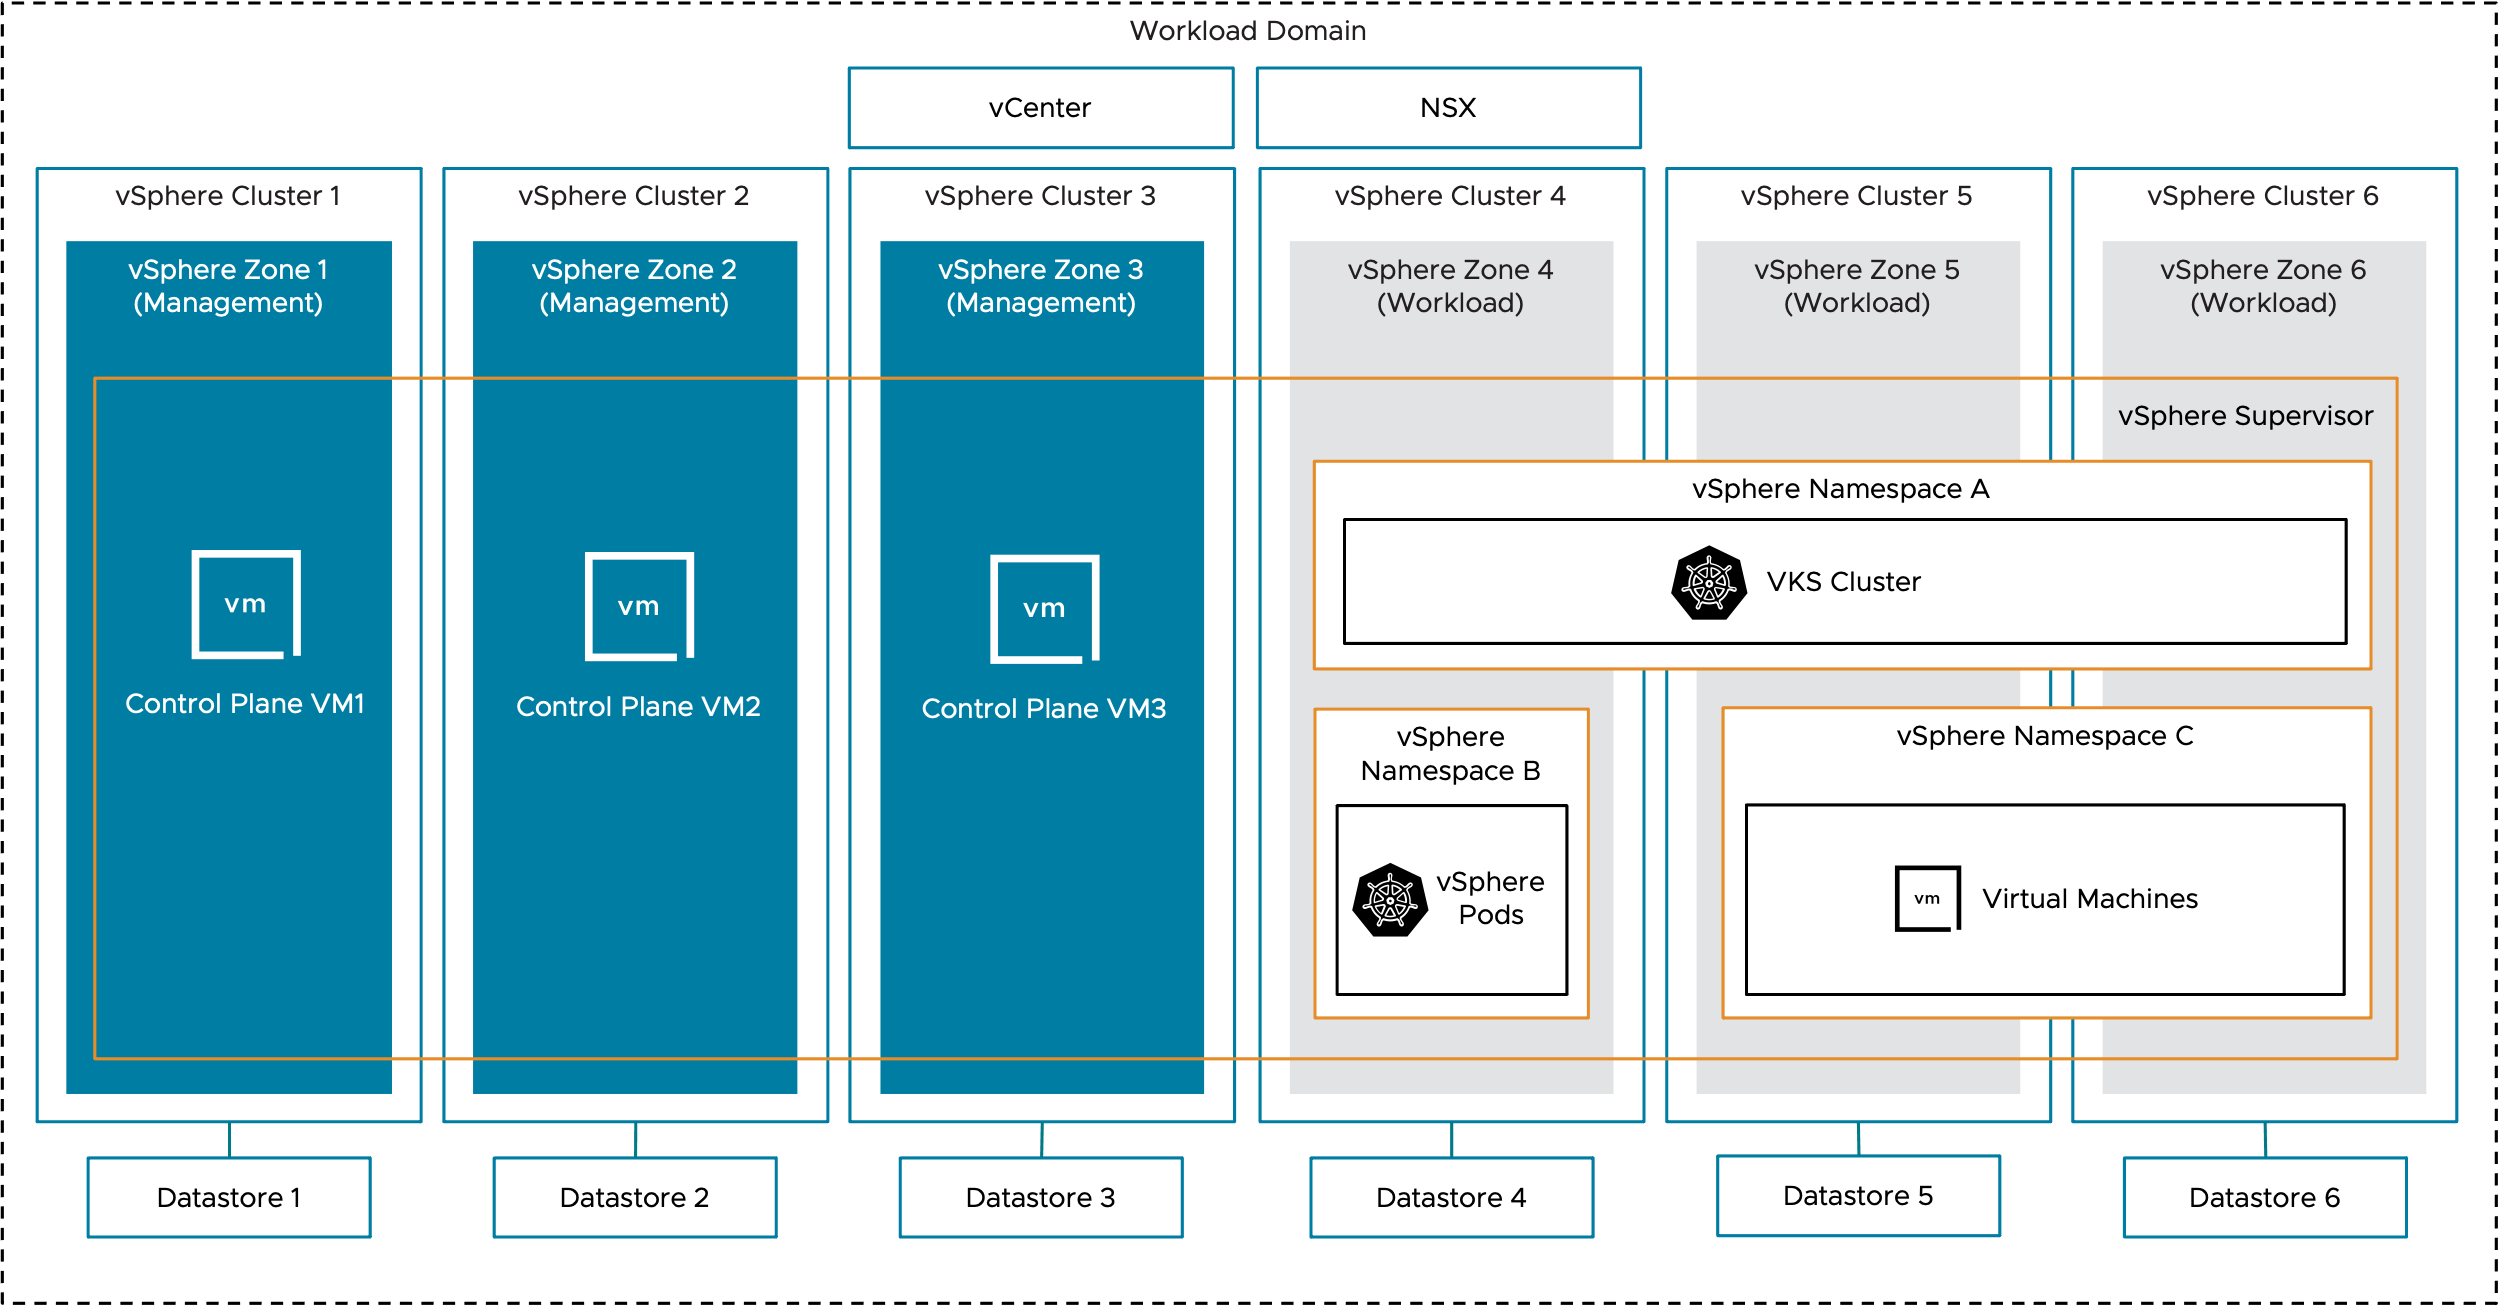 Workload Domain
vCenter
NSX
vSphere Cluster 1
vSphere Cluster 2
vSphere Cluster 3
vSphere Cluster 4
vSphere Cluster 5
vSphere Cluster 6
vSphere Zone 1
(Management)
vSphere Zone 2
(Management)
vSphere Zone 3
(Management)
vSphere Zone 4
(Workload)
vSphere Zone 5
(Workload)
vSphere Zone 6
(Workload)
vSphere Supervisor
vSphere Namespace A
VKS Cluster
vm
Control Plane VM1
vm
Control Plane VM2
vm
Control Plane VM3
vSphere
Namespace B
vSphere
Pods
vSphere Namespace C
vm
Virtual Machines
Datastore 1
Datastore 2
Datastore 3
Datastore 4
Datastore 5
Datastore 6